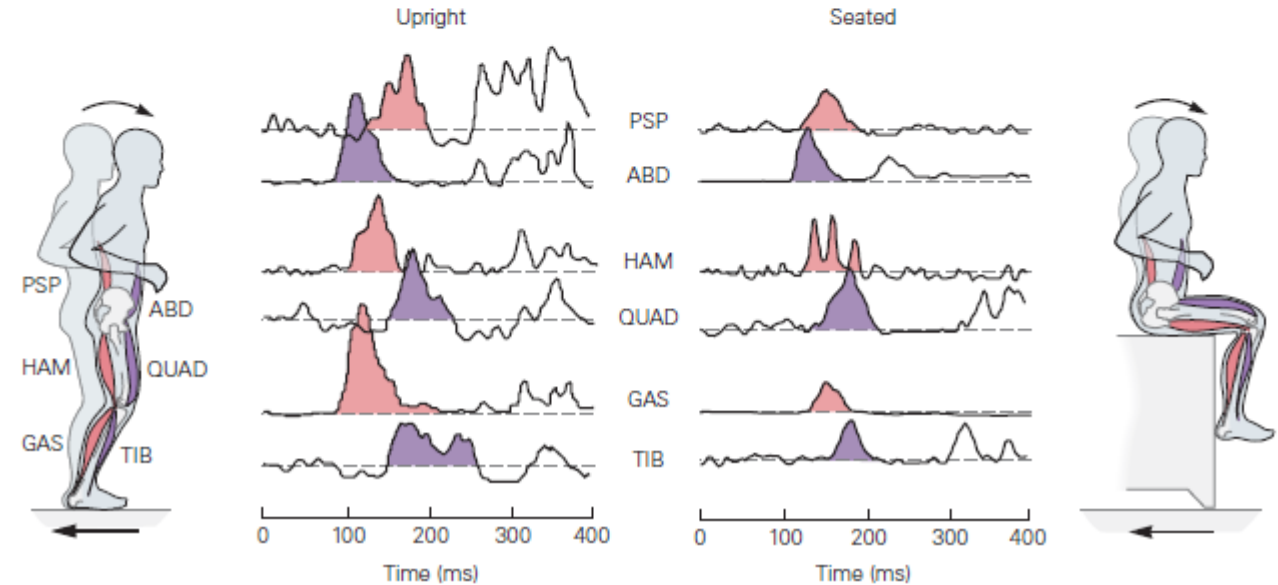 Upright
Seated
PSP
ABD
HAM
QUAD
GAS
TIB
PSP
ABD
HAM
QUAD
GAS
TIB
0 100 200 300 400
Time (ms)
0 100 200 300 400
Time (ms)